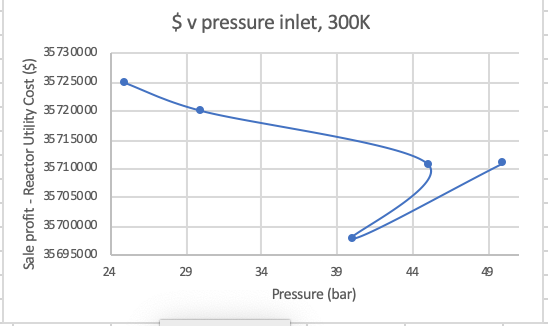 $ v pressure inlet, 300K
Sale profit - Reactor Utility Cost ($)
35730000
35725000
35720000
35715000
35710000
35705000
35700000
35695000
24 29 34 39 44 49
Pressure (bar)